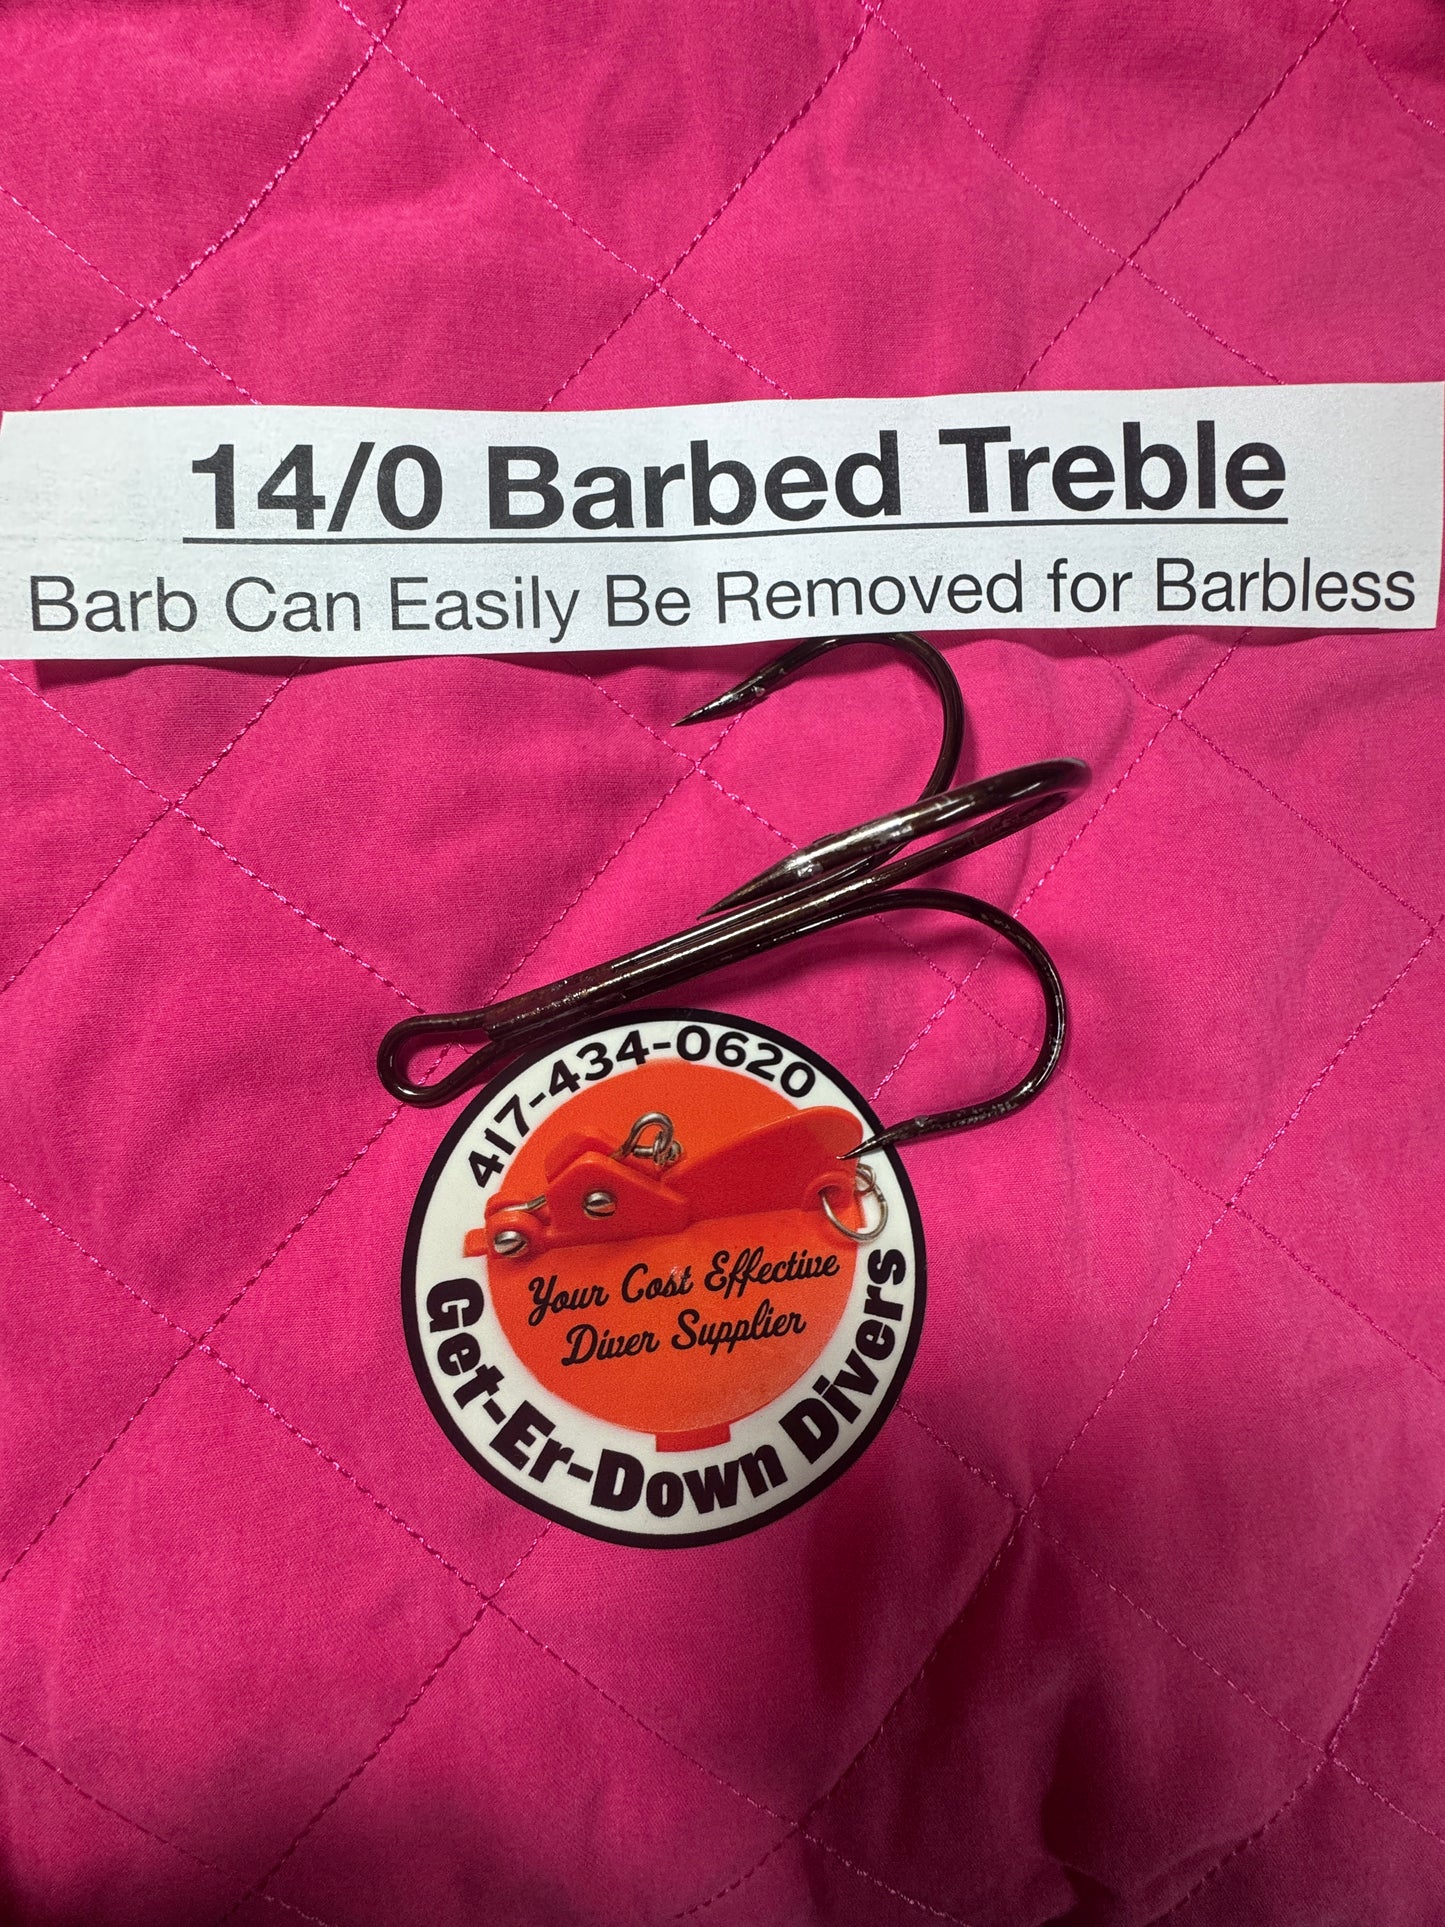 14/0 Barbed Treble
Barb Can Easily Be Removed for Barbless
417-434-0620
Your Cost Effective
Diver Supplier
Get-Er-Down Divers